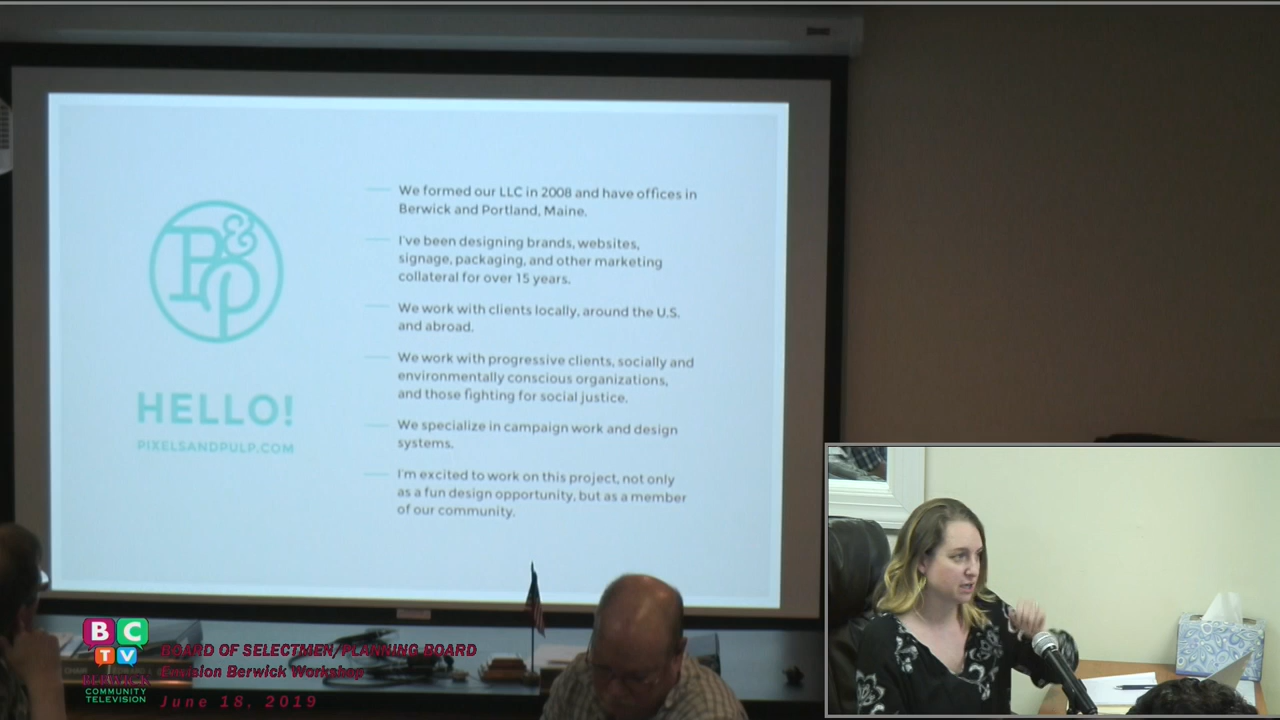 P&P
HELLO!
PIXELSANDPULP.COM
We formed our LLC in 2008 and have offices in
Berwick and Portland, Maine.
I've been designing brands, websites,
signage, packaging, and other marketing
collateral for over 15 years.
We work with clients locally, around the U.S.
and abroad.
We work with progressive clients, socially and
environmentally conscious organizations,
and those fighting for social justice.
We specialize in campaign work and design
systems.
I'm excited to work on this project, not only
as a fun design opportunity, but as a member
of our community.
BC
TV
BERWICK
COMMUNITY
TELEVISION
BOARD OF SELECTMEN/PLANNING BOARD
Envision Berwick Workshop
June 18, 2019